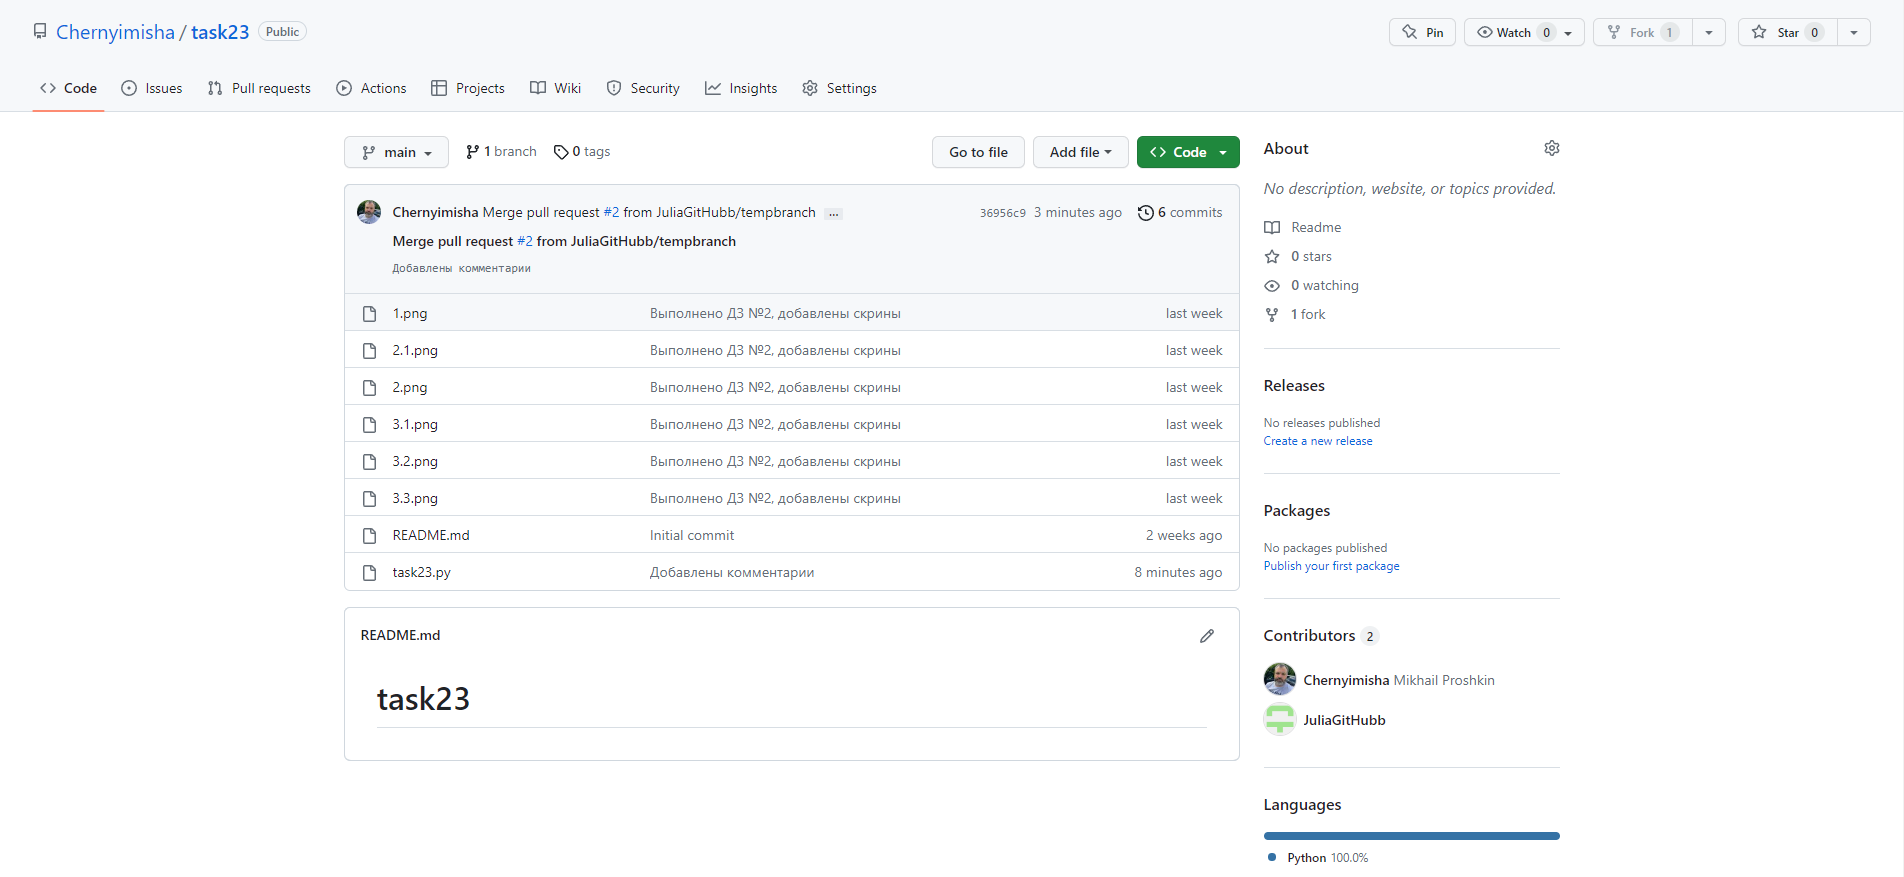 Chernyimisha / task23 Public
Pin Watch 0 Fork 1 Star 0
Code Issues Pull requests Actions Projects Wiki Security Insights Settings
main 1 branch 0 tags Go to file Add file Code
Chernyimisha Merge pull request #2 from JuliaGitHubb/tempbranch ... 36956c9 3 minutes ago 6 commits
Merge pull request #2 from JuliaGitHubb/tempbranch
Добавлены комментарии
1.png Выполнено ДЗ №2, добавлены скрины last week
2.1.png Выполнено ДЗ №2, добавлены скрины last week
2.png Выполнено ДЗ №2, добавлены скрины last week
3.1.png Выполнено ДЗ №2, добавлены скрины last week
3.2.png Выполнено ДЗ №2, добавлены скрины last week
3.3.png Выполнено ДЗ №2, добавлены скрины last week
README.md Initial commit 2 weeks ago
task23.py Добавлены комментарии 8 minutes ago
README.md
task23
About
No description, website, or topics provided.
Readme
0 stars
0 watching
1 fork
Releases
No releases published
Create a new release
Packages
No packages published
Publish your first package
Contributors 2
Chernyimisha Mikhail Proshkin
JuliaGitHubb
Languages
Python 100.0%